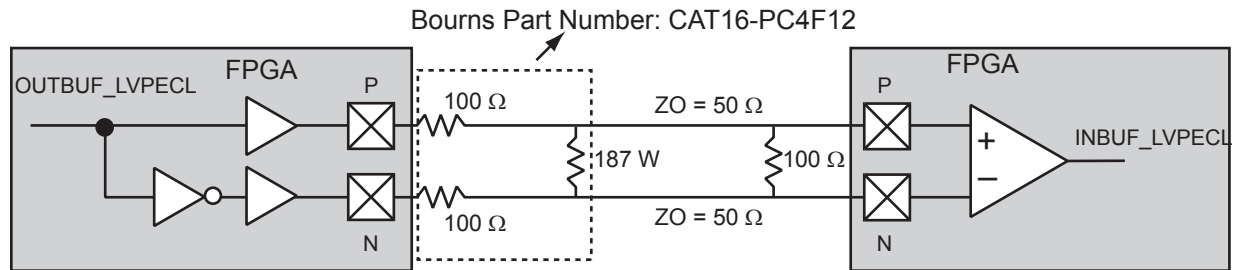 Bourns Part Number: CAT16-PC4F12
FPGA
OUTBUF_LVPECL
P
100 Ω
ZO = 50 Ω
P
FPGA
187 W
100 Ω
+
−
INBUF_LVPECL
N
100 Ω
ZO = 50 Ω
N